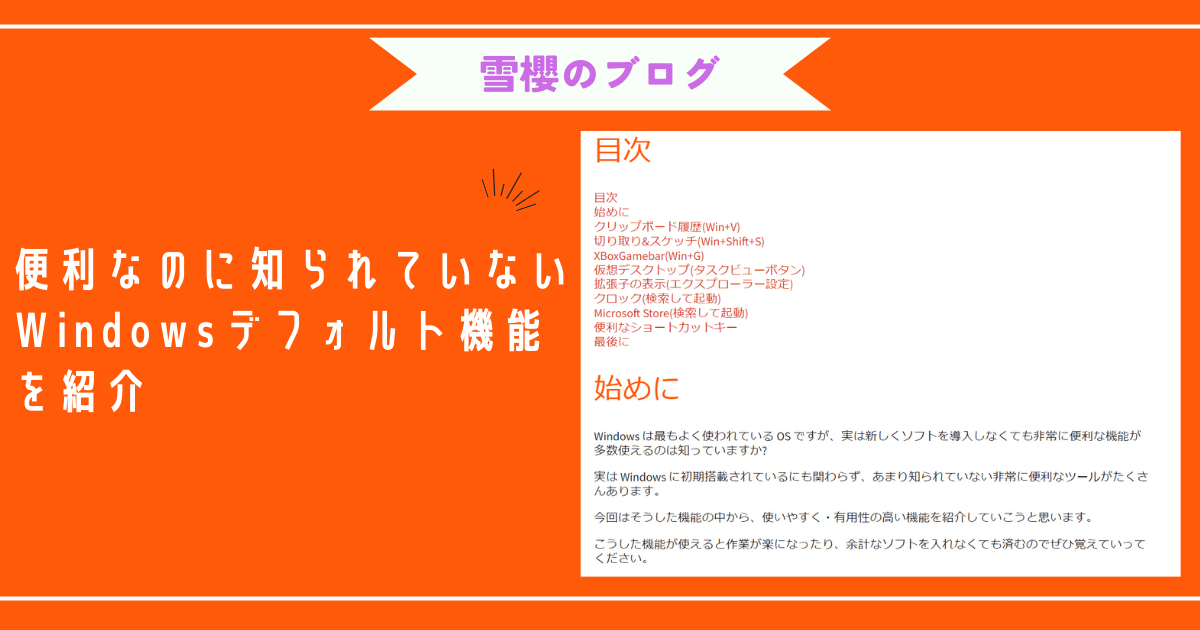 雪櫻のブログ
便利なのに知られていない
Windowsデフォルト機能
を紹介
目次
目次
始めに
クリップボード履歴(Win+V)
切り取り&スケッチ(Win+Shift+S)
XBoxGamebar(Win+G)
仮想デスクトップ(タスクビューボタン)
拡張子の表示(エクスプローラー設定)
クロック(検索して起動)
Microsoft Store(検索して起動)
便利なショートカットキー
最後に
始めに
Windows は最もよく使われている OS ですが、実は新しくソフトを導入しなくても非常に便利な機能が
多数使えるのは知っていますか?
実は Windows に初期搭載されているにも関わらず、あまり知られていない非常に便利なツールがたくさ
んあります。
今回はそうした機能の中から、使いやすく・有用性の高い機能を紹介していこうと思います。
こうした機能が使えると作業が楽になったり、余計なソフトを入れなくても済むのでぜひ覚えていって
ください。